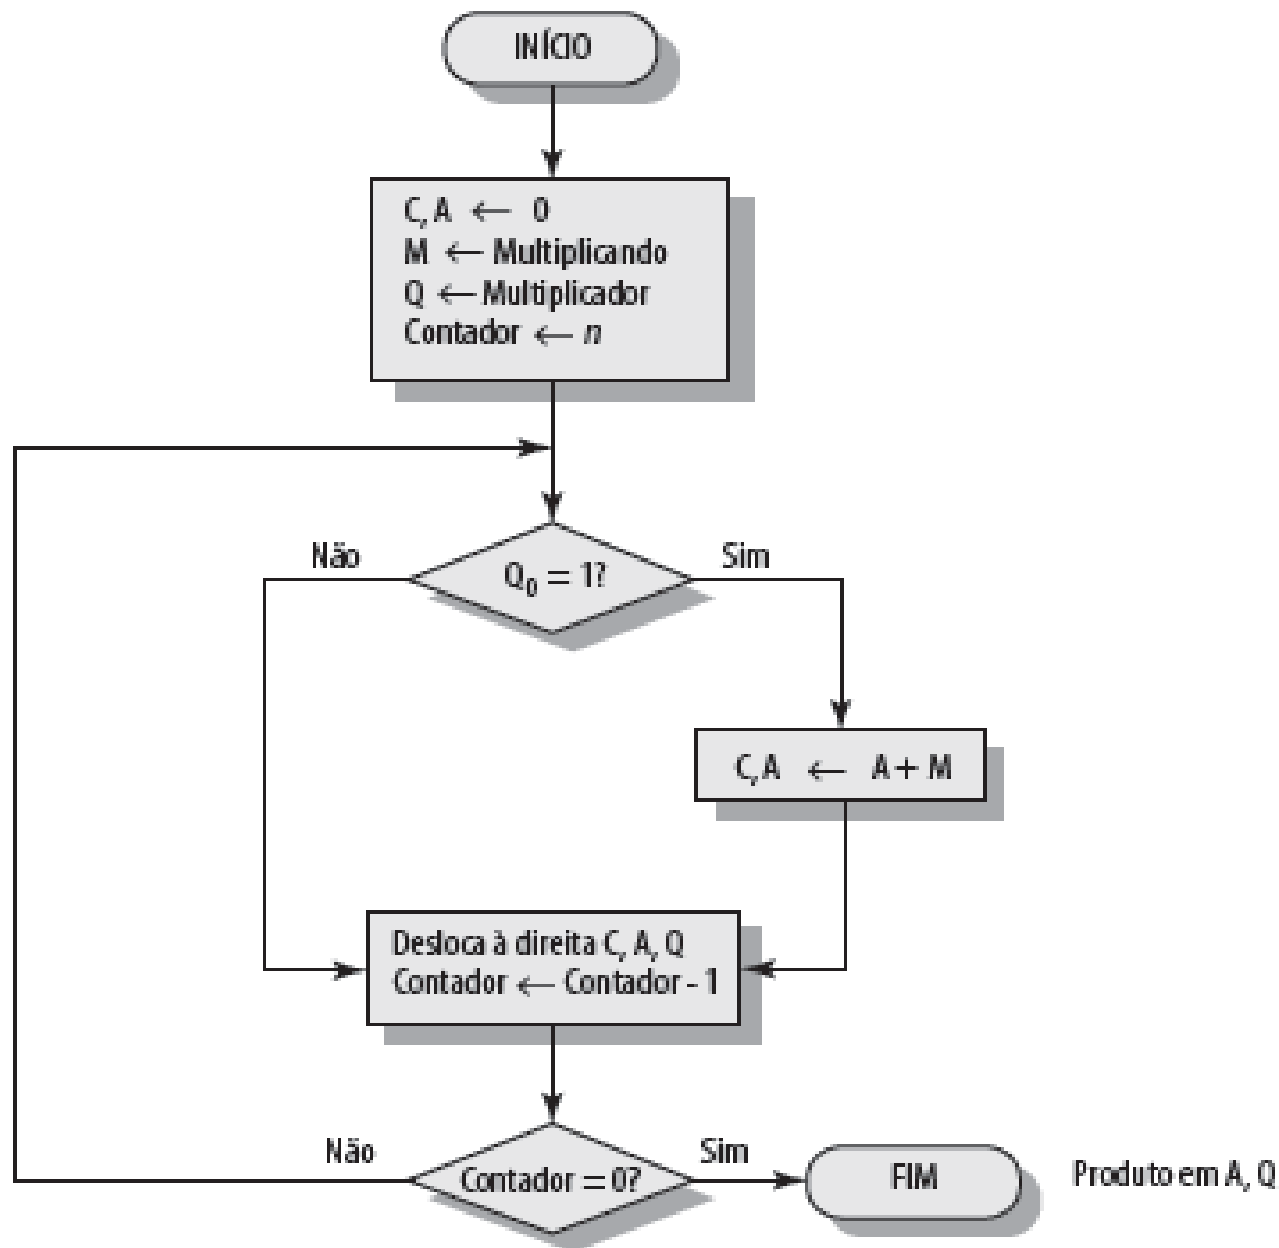 INÍCIO
C, A ← 0
M ← Multiplicando
Q ← Multiplicador
Contador ← n
Não
Q₀ = 1?
Sim
C, A ← A + M
Desloca à direita C, A, Q
Contador ← Contador - 1
Não
Contador = 0?
Sim
FIM
Produto em A, Q